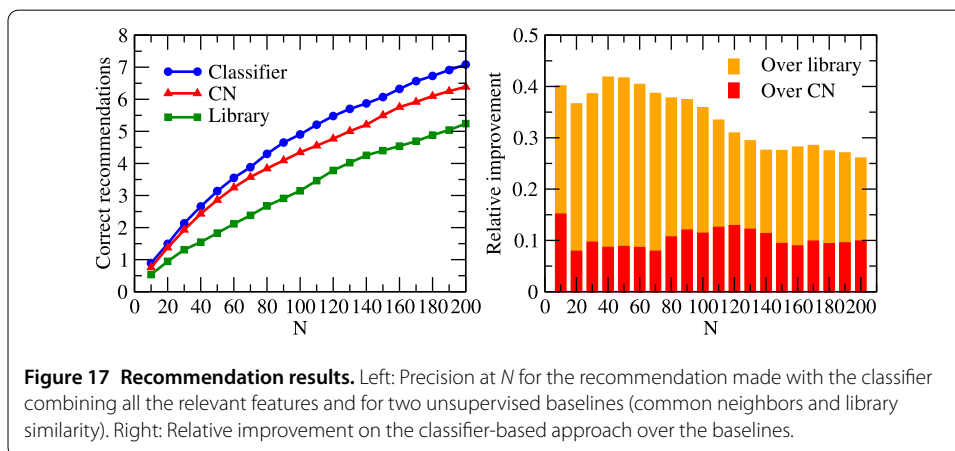 8
7
6
5
4
3
2
1
0
Correct recommendations
Classifier
CN
Library
0 20 40 60 80 100 120 140 160 180 200
N
0.5
0.4
0.3
0.2
0.1
0
Relative improvement
Over library
Over CN
0 20 40 60 80 100 120 140 160 180 200
N
Figure 17 Recommendation results. Left: Precision at N for the recommendation made with the classifier
combining all the relevant features and for two unsupervised baselines (common neighbors and library
similarity). Right: Relative improvement on the classifier-based approach over the baselines.